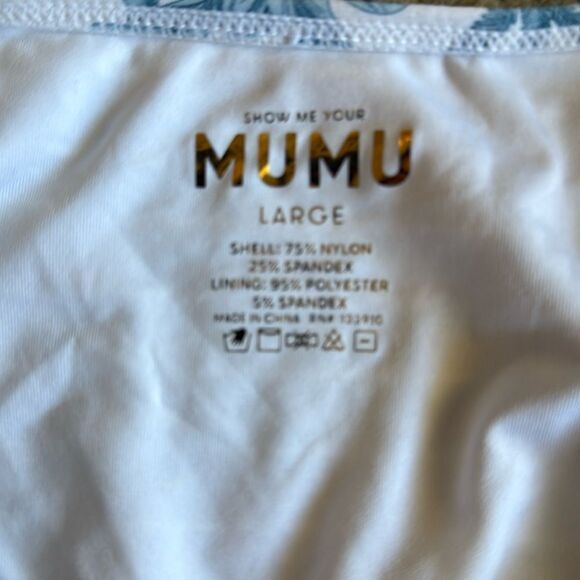 SHOW ME YOUR
MUMU
LARGE
SHELL: 75% NYLON
25% SPANDEX
LINING: 95% POLYESTER
5% SPANDEX
MADE IN CHINA RN# 133910